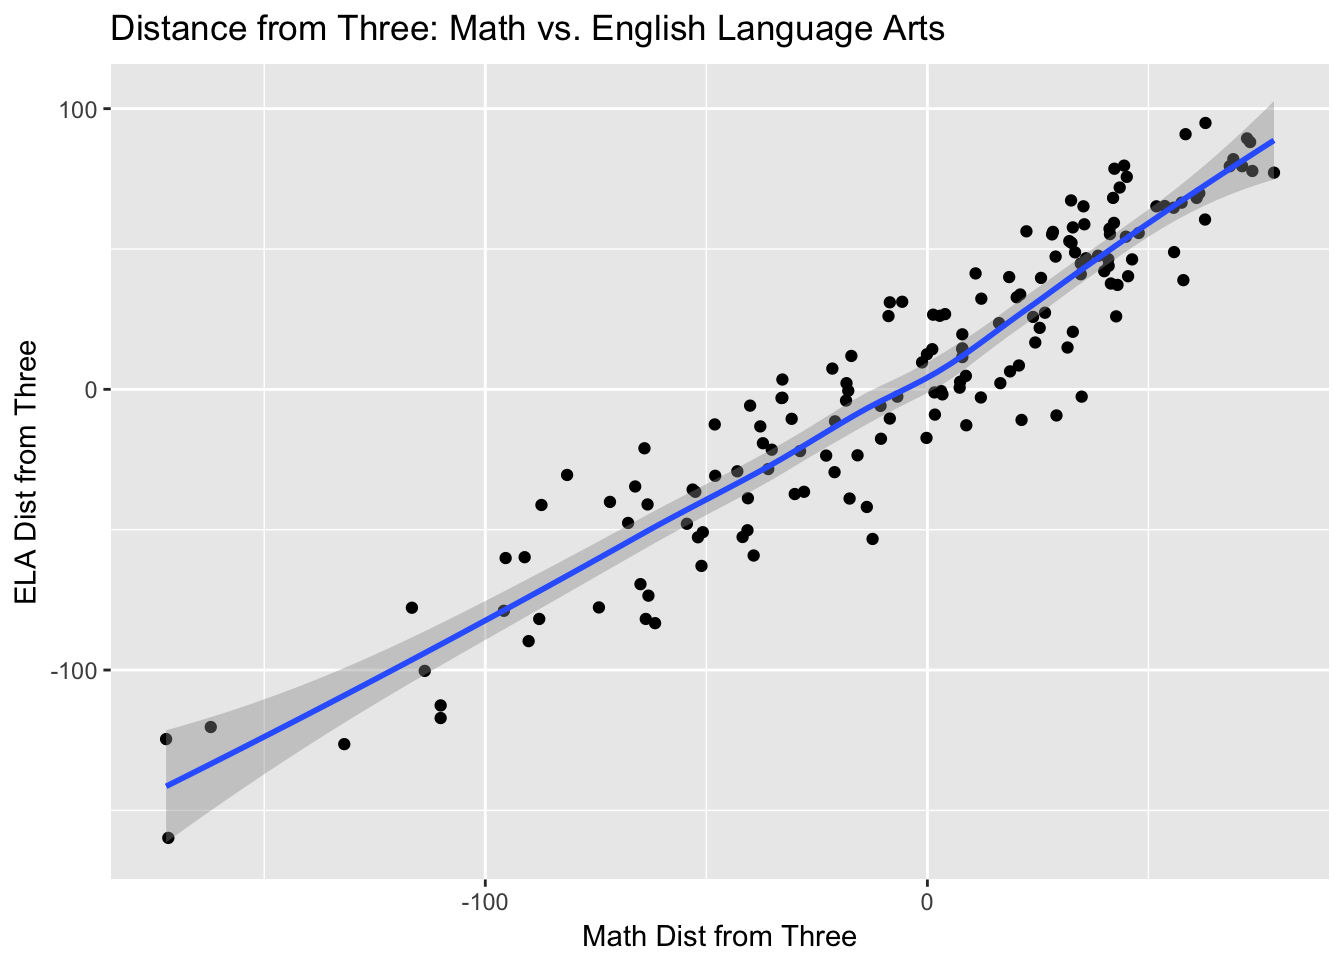 Distance from Three: Math vs. English Language Arts
100
0
-100
ELA Dist from Three
-100
0
Math Dist from Three